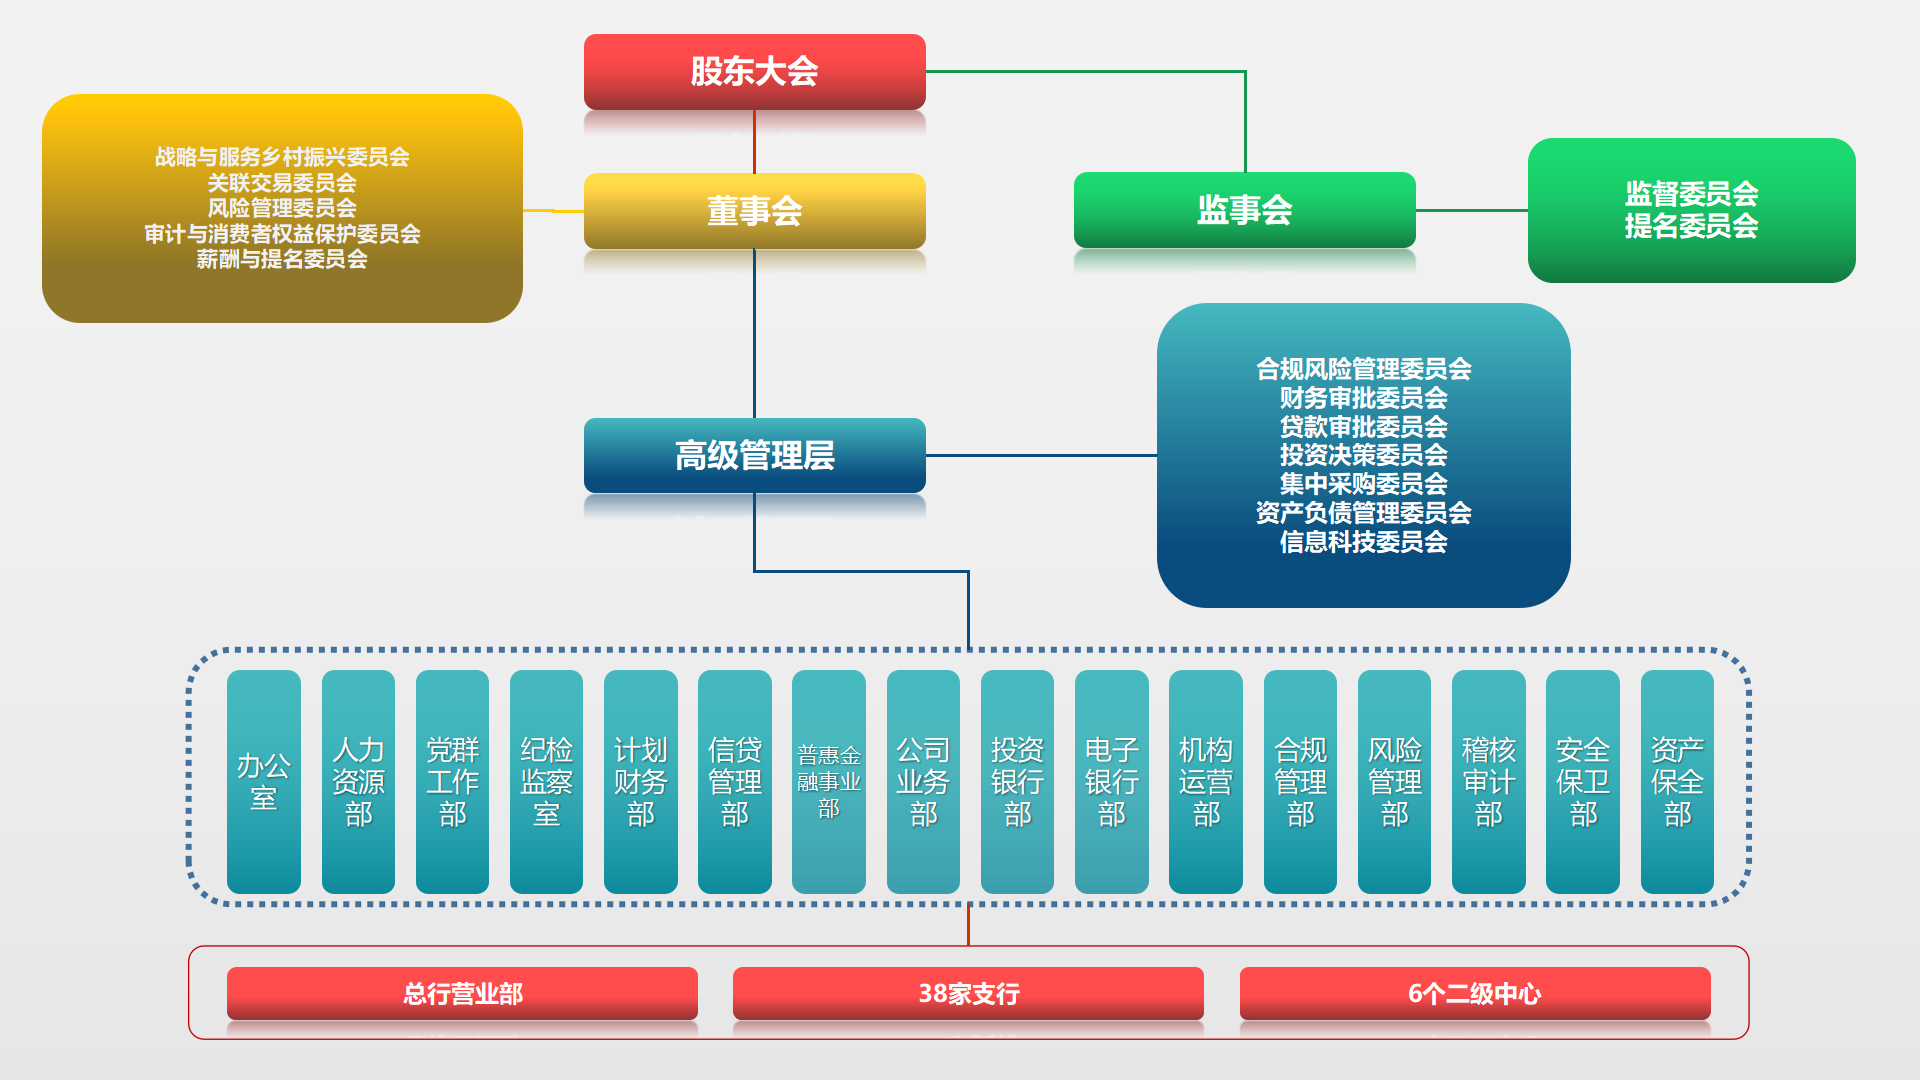 股东大会
战略与服务乡村振兴委员会
关联交易委员会
风险管理委员会
审计与消费者权益保护委员会
薪酬与提名委员会
董事会
监事会
监督委员会
提名委员会
高级管理层
合规风险管理委员会
财务审批委员会
贷款审批委员会
投资决策委员会
集中采购委员会
资产负债管理委员会
信息科技委员会
办公
室
人力
资源
部
党群
工作
部
纪检
监察
室
计划
财务
部
信贷
管理
部
普惠金
融事业
部
公司
业务
部
投资
银行
部
电子
银行
部
机构
运营
部
合规
管理
部
风险
管理
部
稽核
审计
部
安全
保卫
部
资产
保全
部
总行营业部
38家支行
6个二级中心